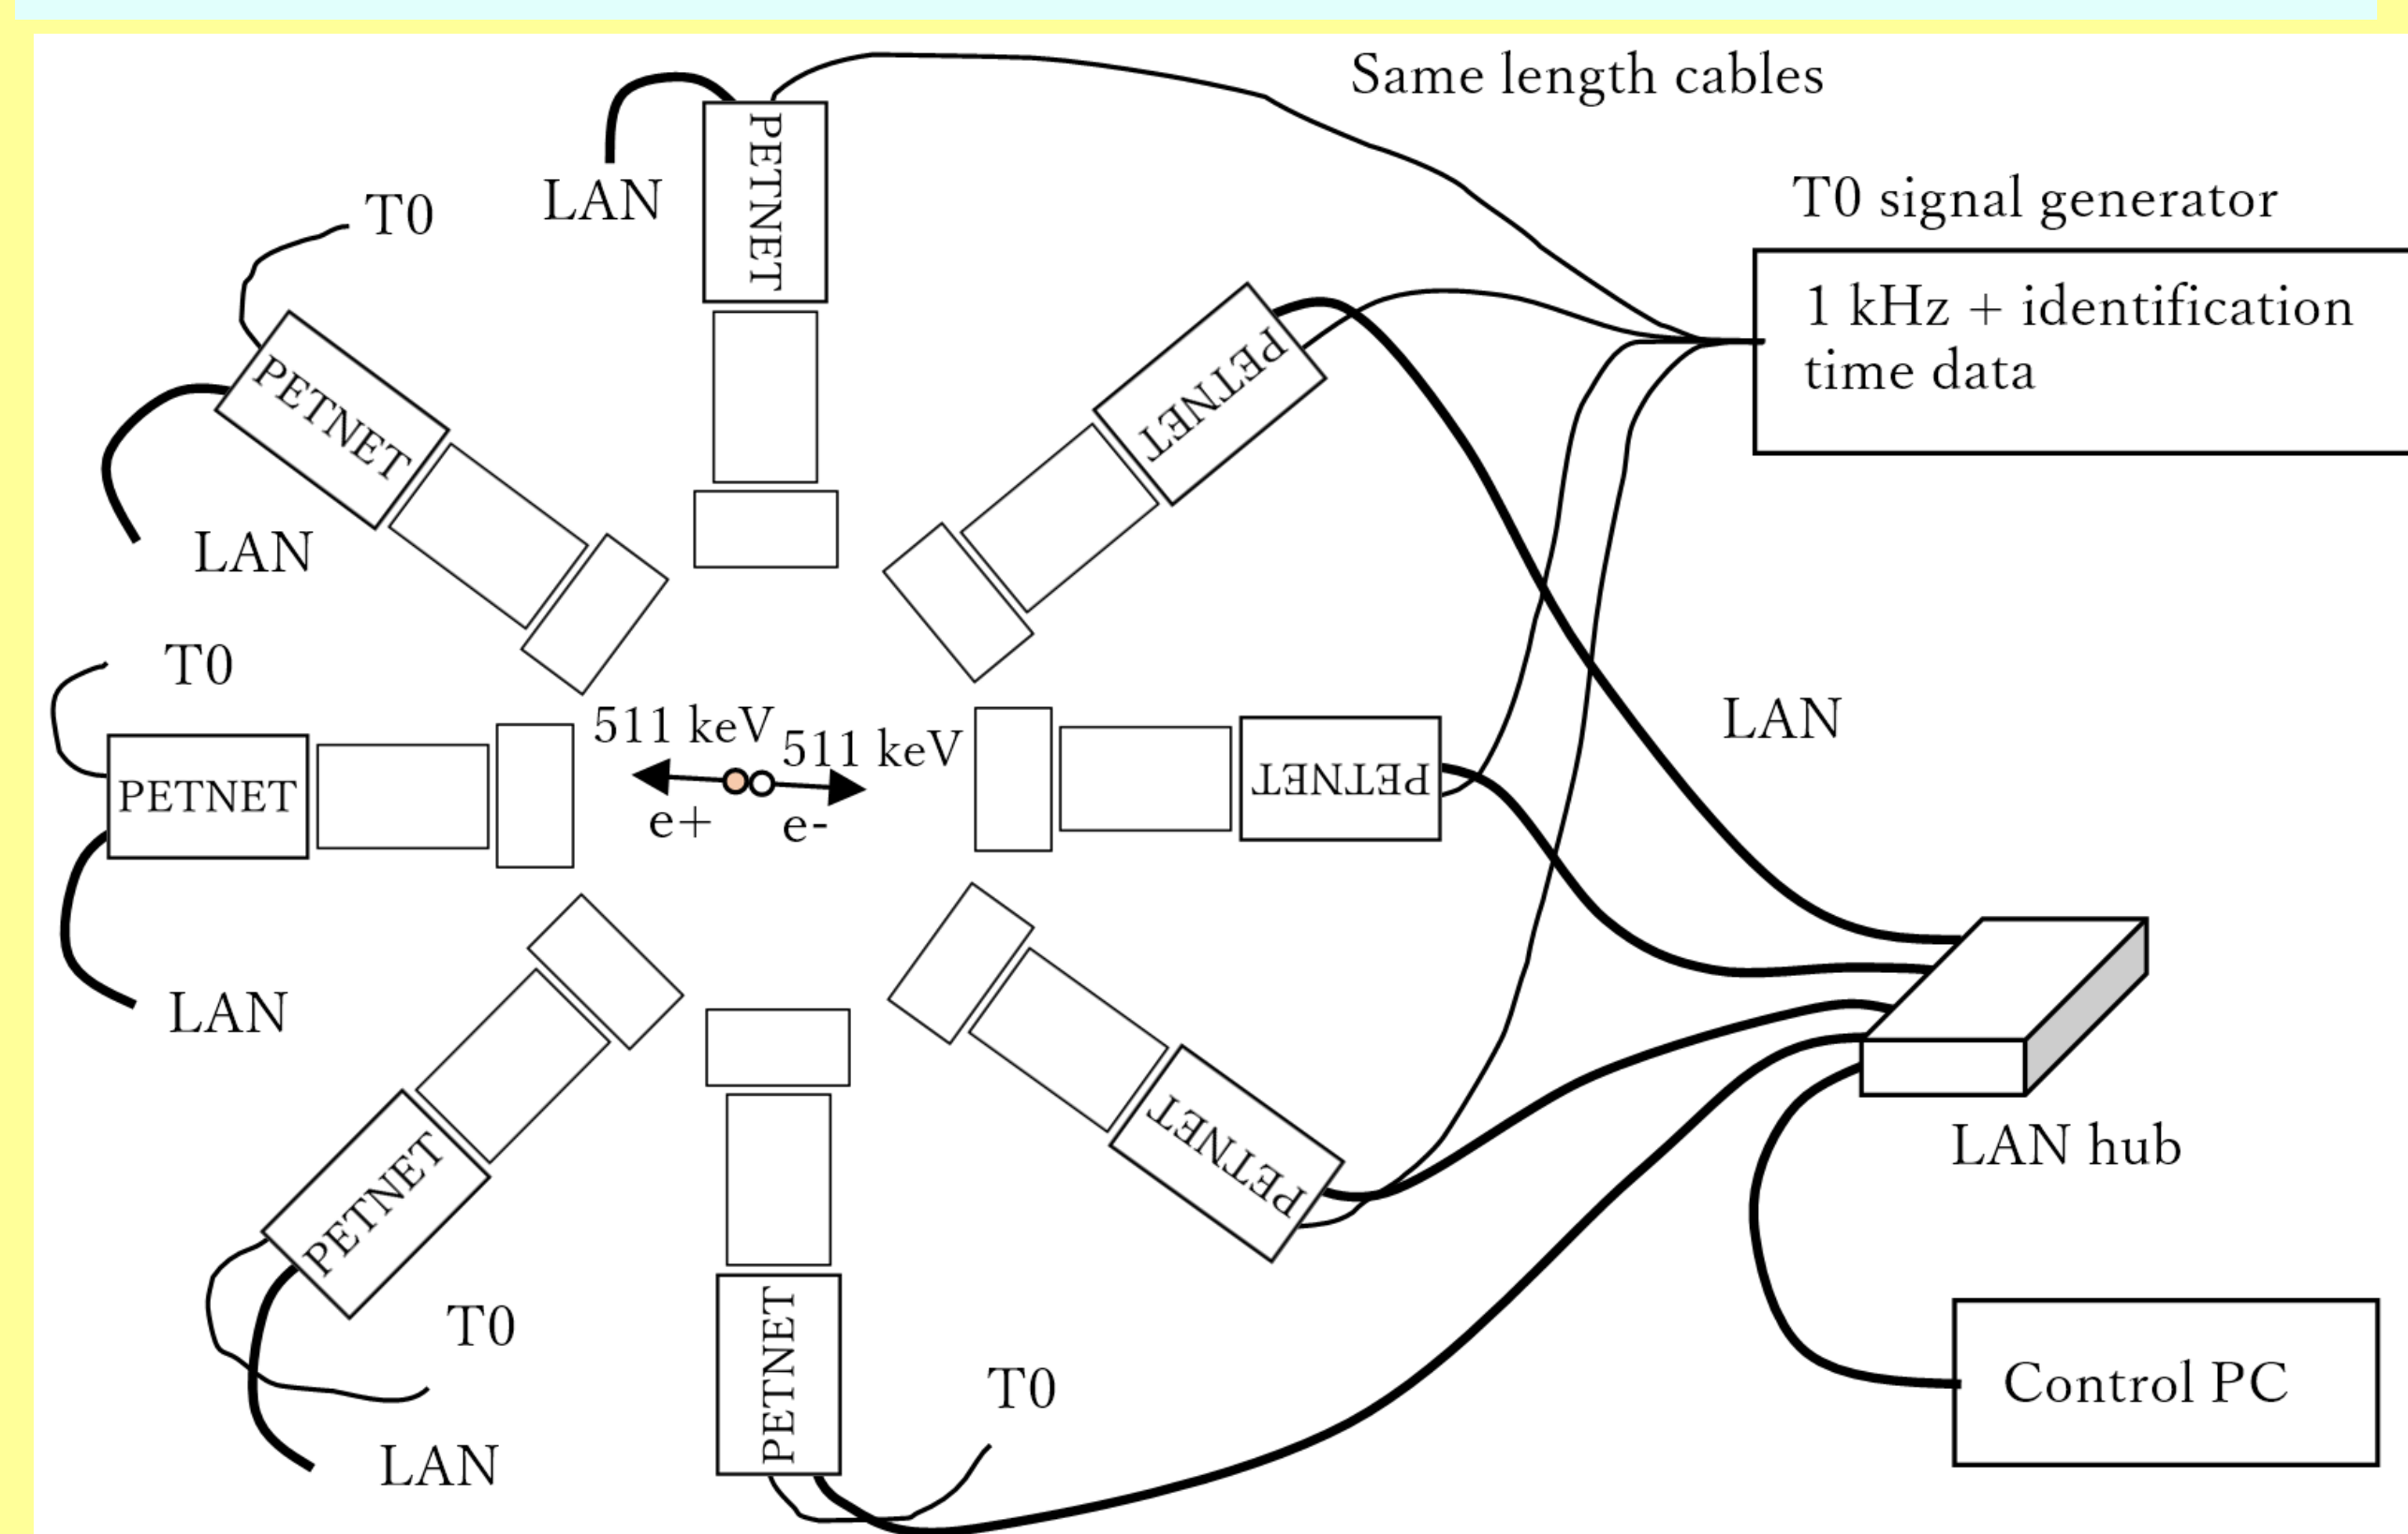 Same length cables
LAN
PETNET
T0
T0 signal generator
1 kHz + identification
time data
PETNET
PETNET
LAN
T0
511 keV
511 keV
LAN
PETNET
PETNET
e+
e-
LAN
PETNET
LAN hub
PETNET
T0
PETNET
T0
Control PC
LAN